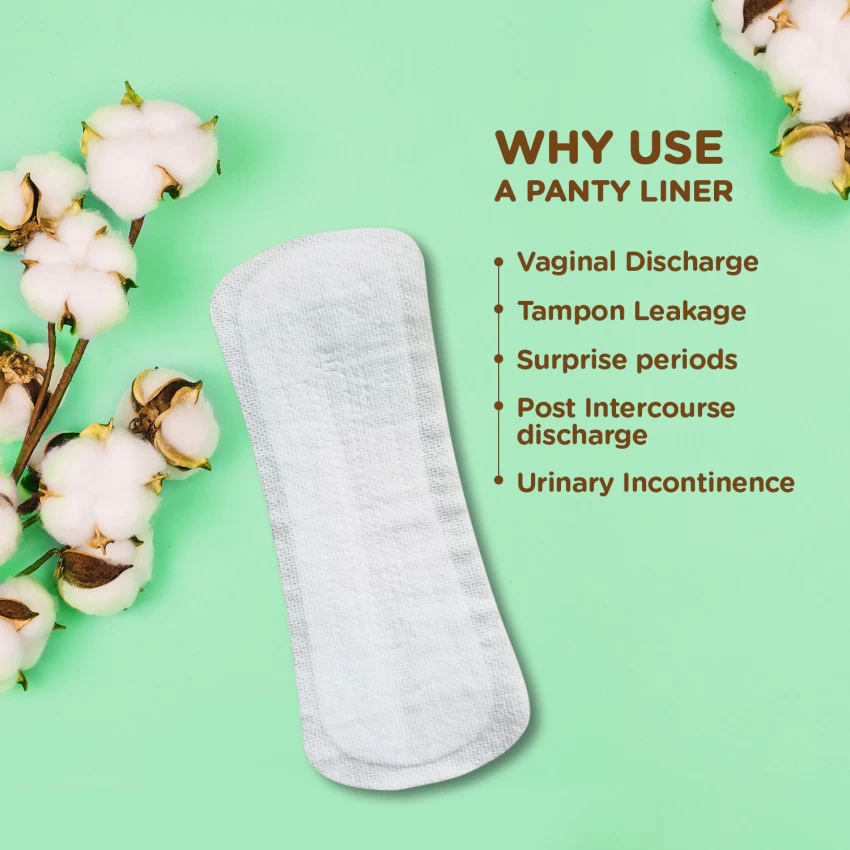 WHY USE
A PANTY LINER
Vaginal Discharge
Tampon Leakage
Surprise periods
Post Intercourse
discharge
Urinary Incontinence